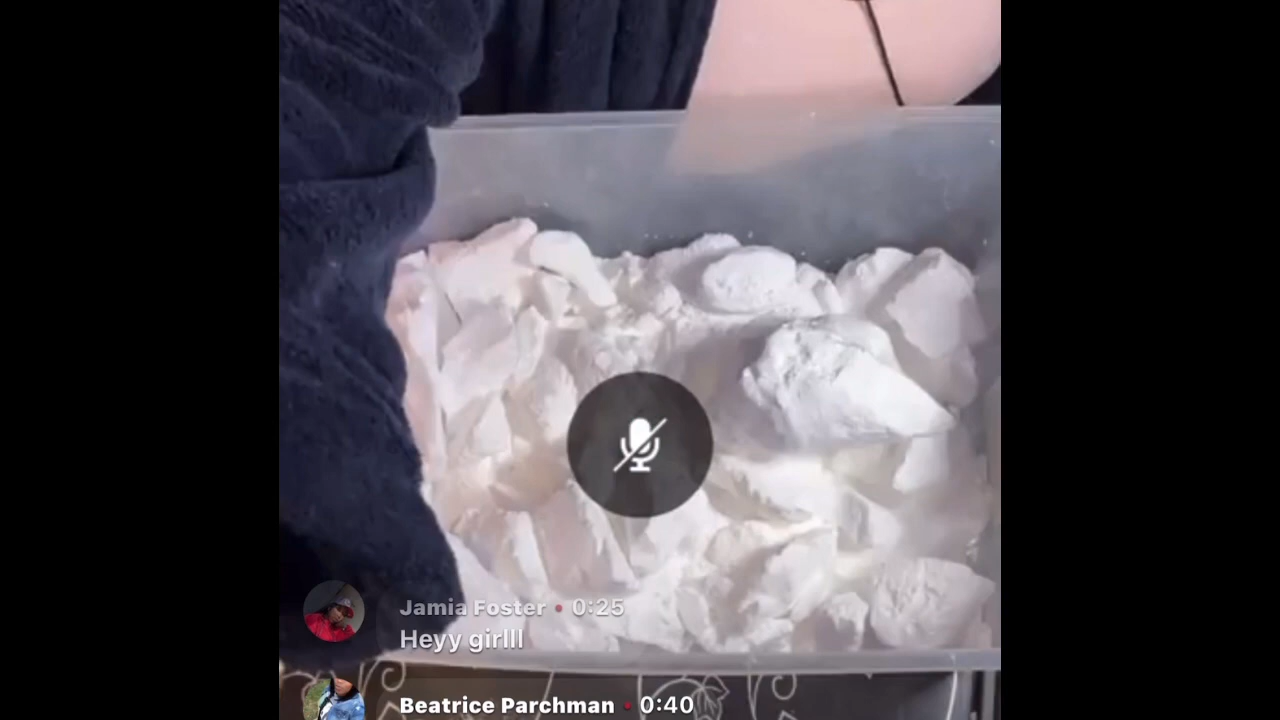 Jamia Foster • 0:25
Heyy girlll
Beatrice Parchman • 0:40